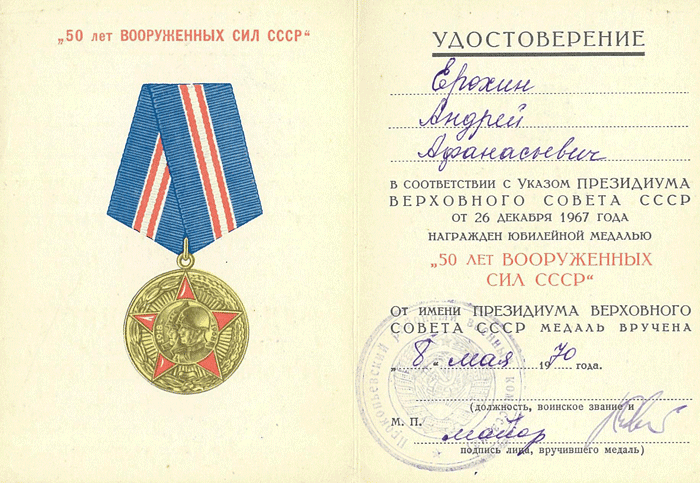 „50 лет ВООРУЖЕННЫХ СИЛ СССР“
УДОСТОВЕРЕНИЕ
Ерохин
Андрей
Афанасьевич
В СООТВЕТСТВИИ С УКАЗОМ ПРЕЗИДИУМА
ВЕРХОВНОГО СОВЕТА СССР
ОТ 26 ДЕКАБРЯ 1967 ГОДА
НАГРАЖДЕН ЮБИЛЕЙНОЙ МЕДАЛЬЮ
„50 ЛЕТ ВООРУЖЕННЫХ
СИЛ СССР“
ОТ ИМЕНИ ПРЕЗИДИУМА ВЕРХОВНОГО
СОВЕТА СССР МЕДАЛЬ ВРУЧЕНА
„8“ мая 1970 года.
(должность, воинское звание и
М. П. майор
подпись лица, вручившего медаль)
Прокопьевский